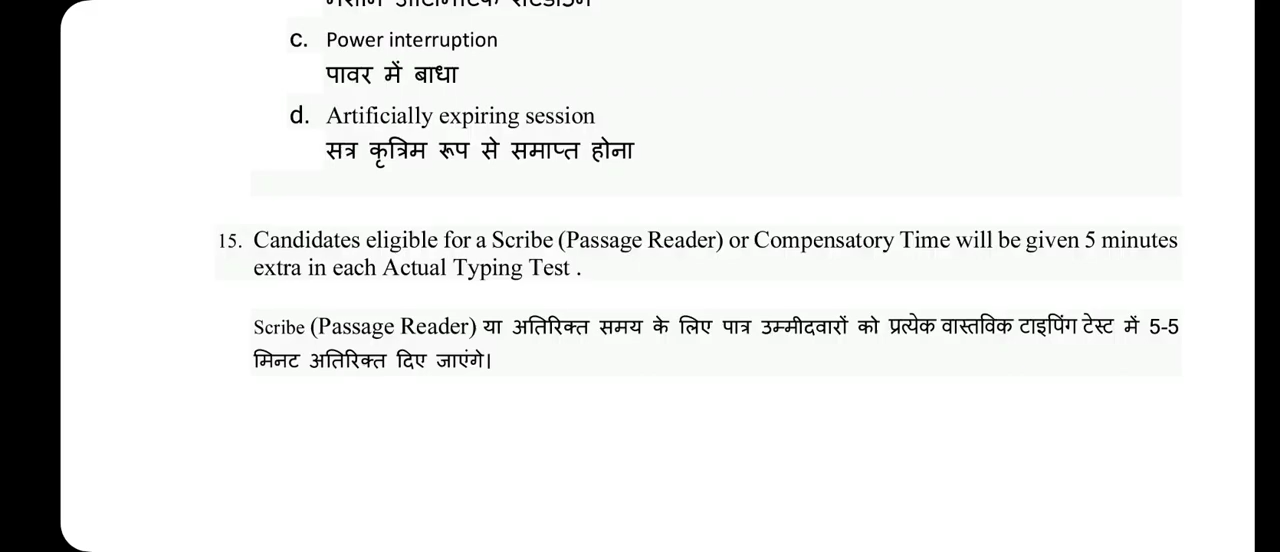 c. Power interruption
पावर में बाधा
d. Artificially expiring session
सत्र कृत्रिम रूप से समाप्त होना
15. Candidates eligible for a Scribe (Passage Reader) or Compensatory Time will be given 5 minutes
extra in each Actual Typing Test .
Scribe (Passage Reader) या अतिरिक्त समय के लिए पात्र उम्मीदवारों को प्रत्येक वास्तविक टाइपिंग टेस्ट में 5-5
मिनट अतिरिक्त दिए जाएंगे।